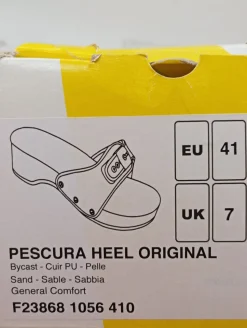 EU 41
UK 7
PESCURA HEEL ORIGINAL
Bycast - Cuir PU - Pelle
Sand - Sable - Sabbia
General Comfort
F23868 1056 410